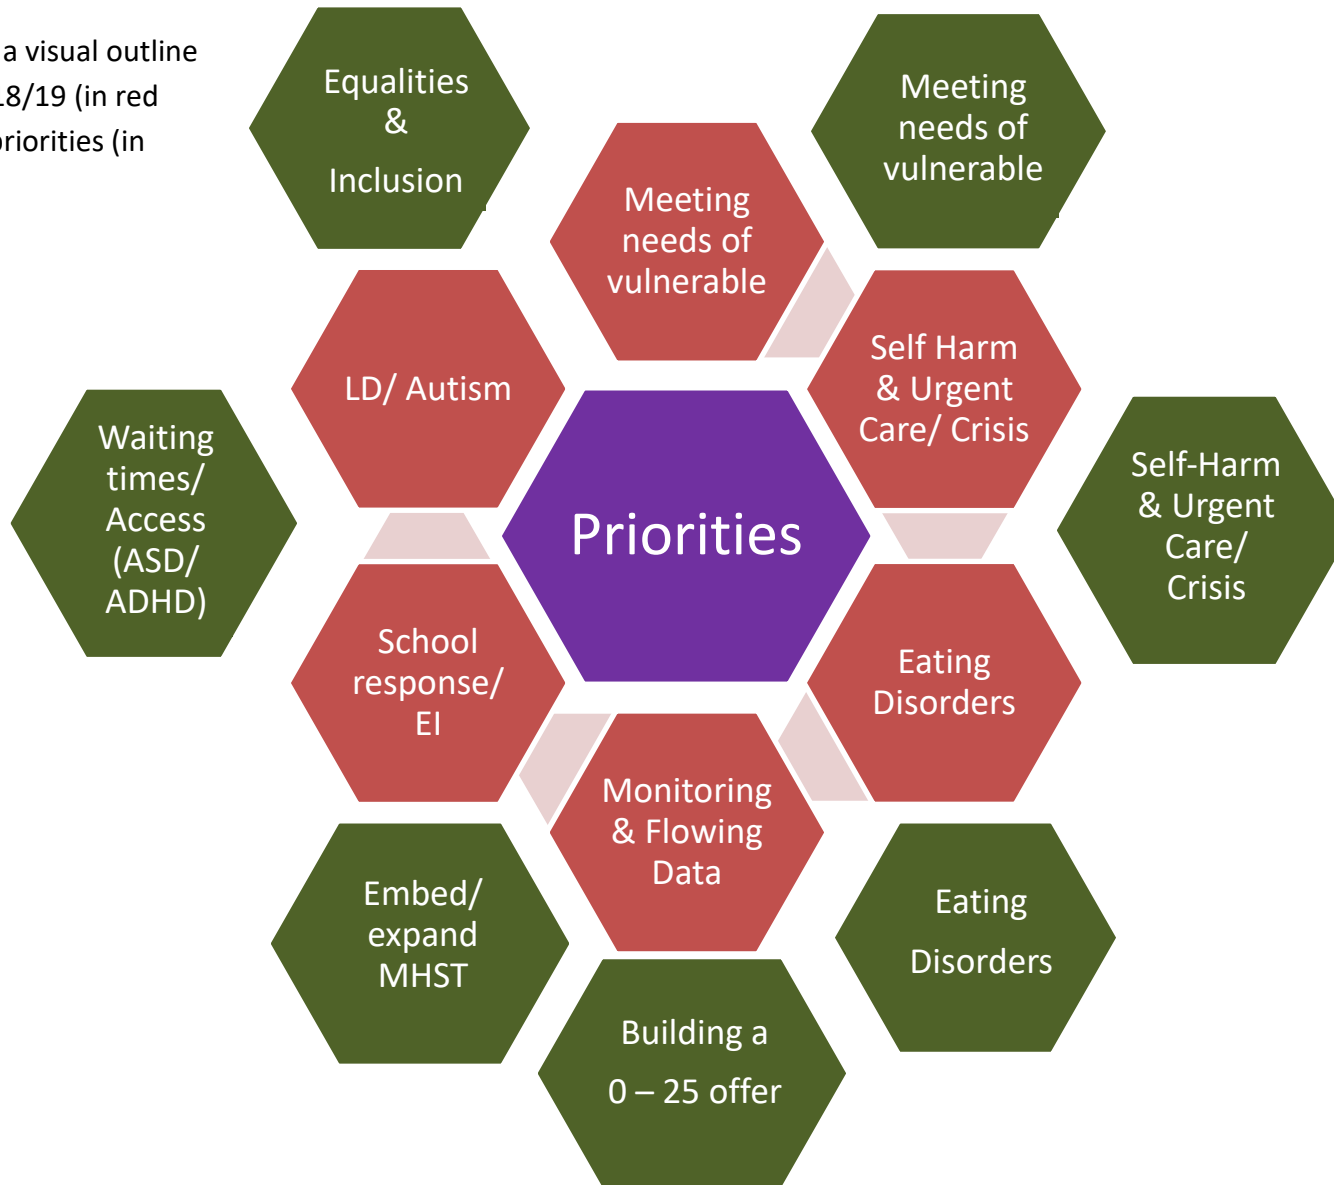 a visual outline
18/19 (in red
priorities (in
Equalities
&
Inclusion
Meeting
needs of
vulnerable
Meeting
needs of
vulnerable
LD/ Autism
Self Harm
& Urgent
Care/ Crisis
Waiting
times/
Access
(ASD/
ADHD)
Priorities
Self-Harm
& Urgent
Care/
Crisis
School
response/
EI
Eating
Disorders
Monitoring
& Flowing
Data
Embed/
expand
MHST
Eating
Disorders
Building a
0 – 25 offer